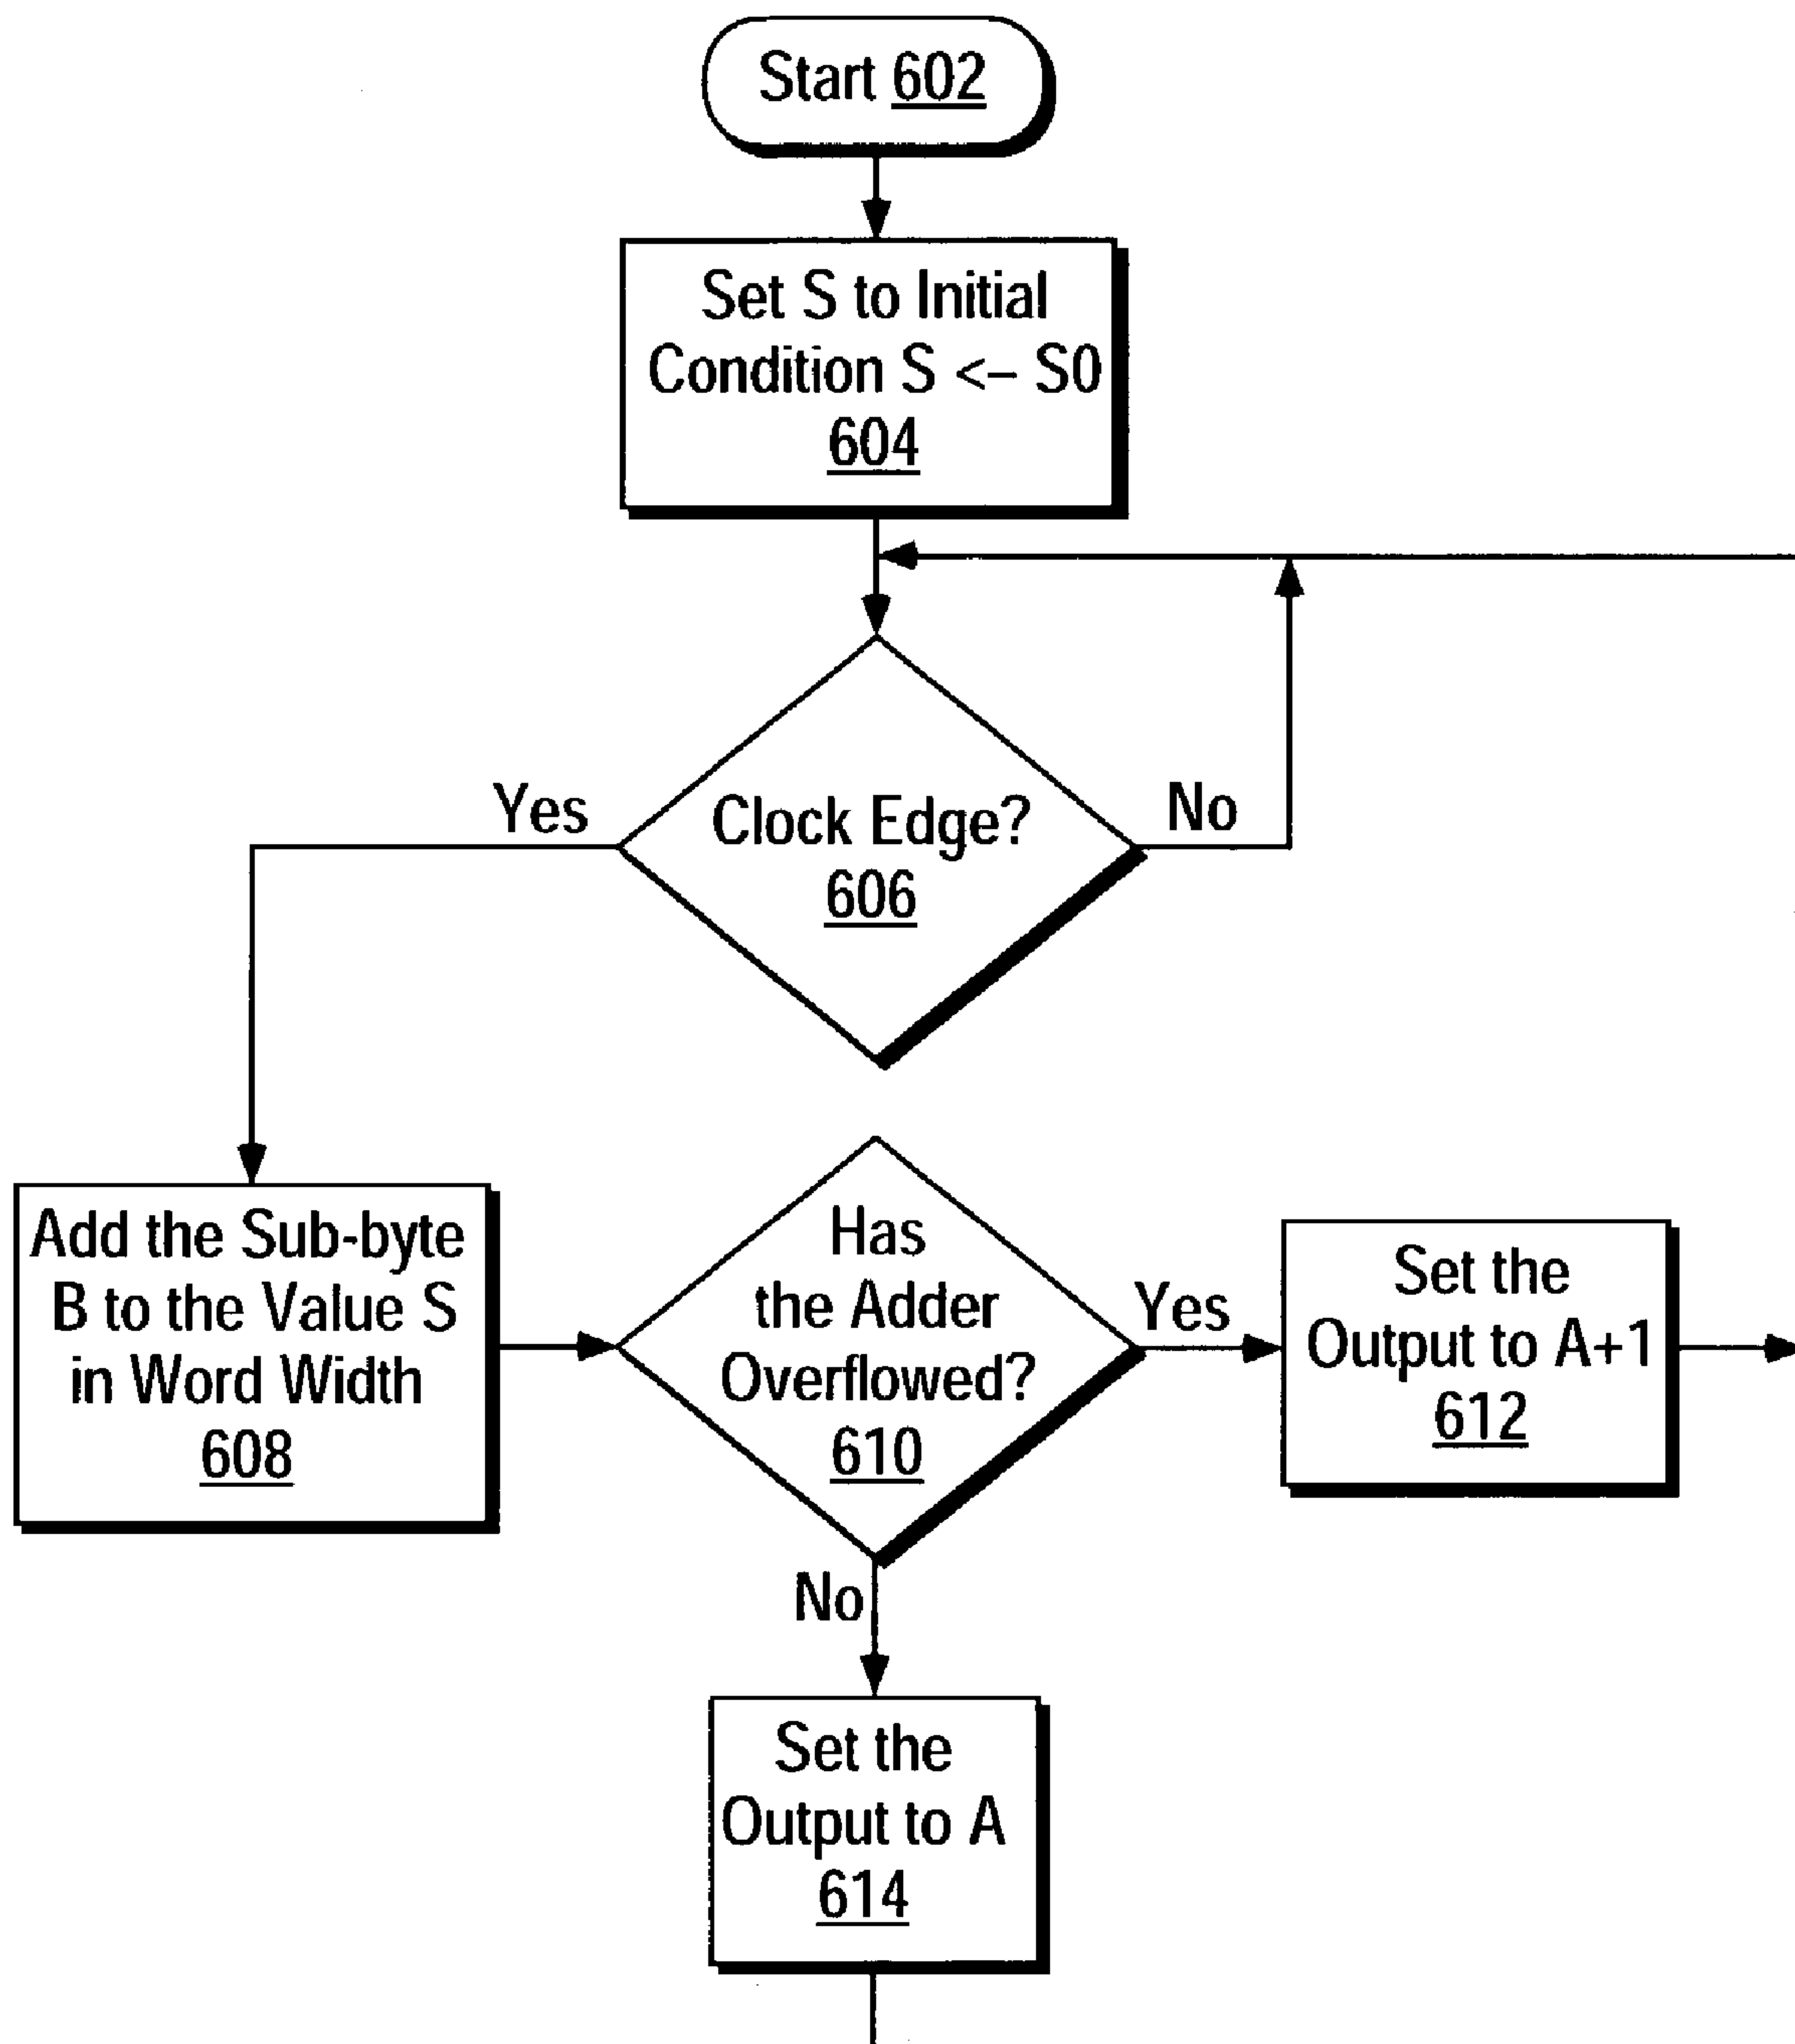 Start 602
Set S to Initial
Condition S <– S0
604
Yes
Clock Edge?
606
No
Add the Sub-byte
B to the Value S
in Word Width
608
Has
the Adder
Overflowed?
610
Yes
Set the
Output to A+1
612
No
Set the
Output to A
614